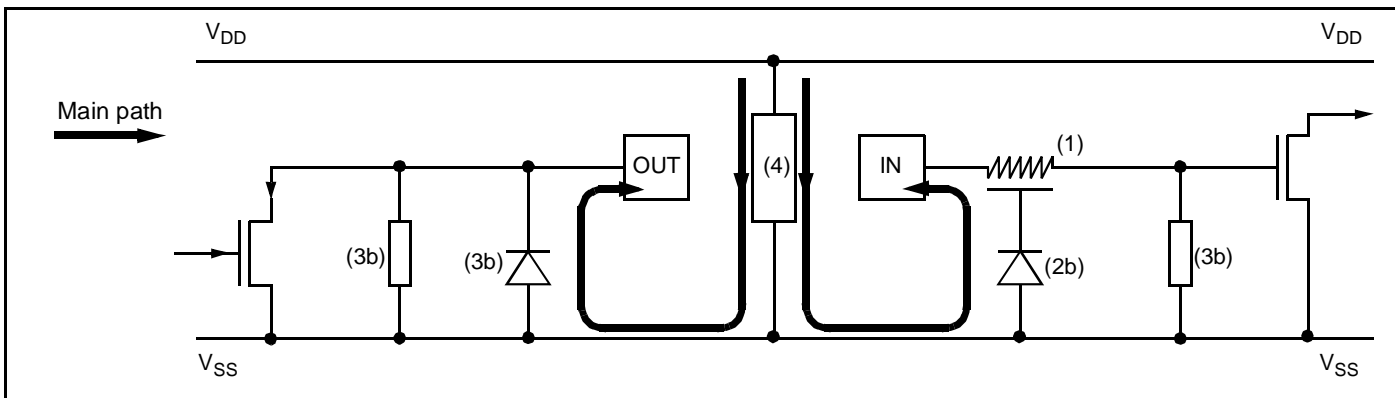 V_DD V_DD
Main path
OUT (4) IN (1)
(3b) (3b) (2b) (3b)
V_SS V_SS